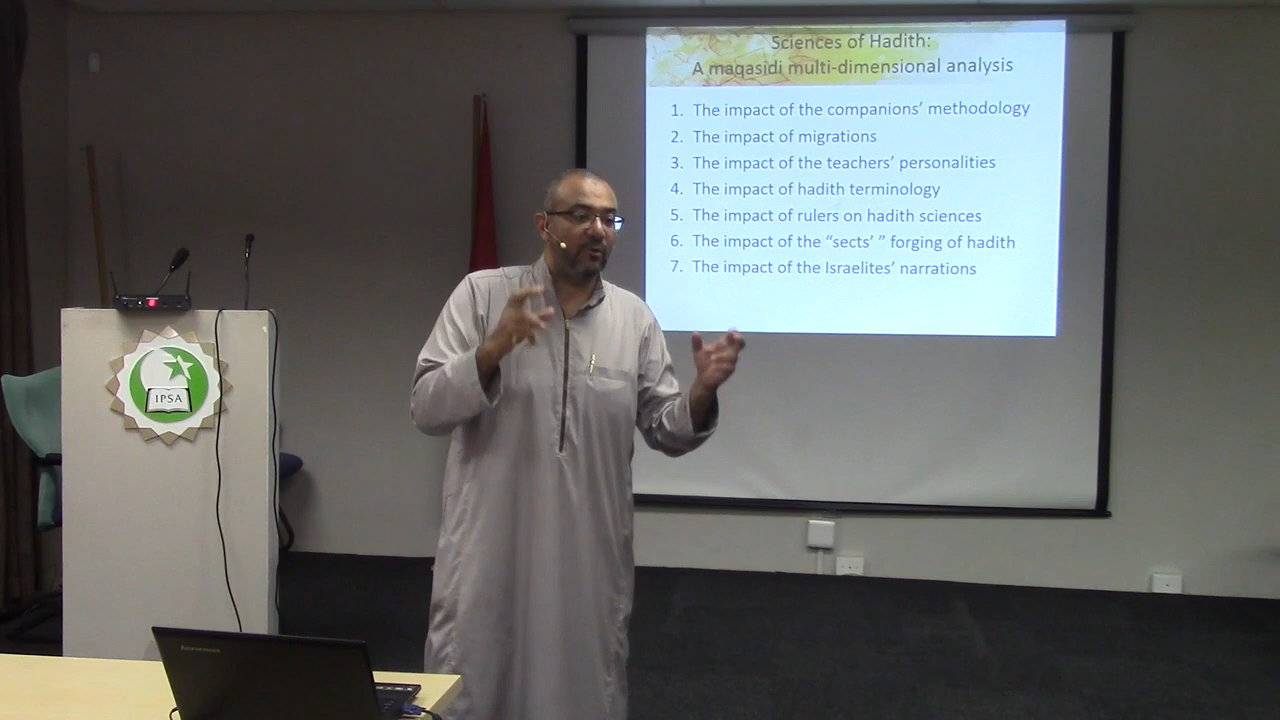 Sciences of Hadith:
A maqasidi multi-dimensional analysis
1. The impact of the companions’ methodology
2. The impact of migrations
3. The impact of the teachers’ personalities
4. The impact of hadith terminology
5. The impact of rulers on hadith sciences
6. The impact of the “sects’ ” forging of hadith
7. The impact of the Israelites’ narrations
IPSA